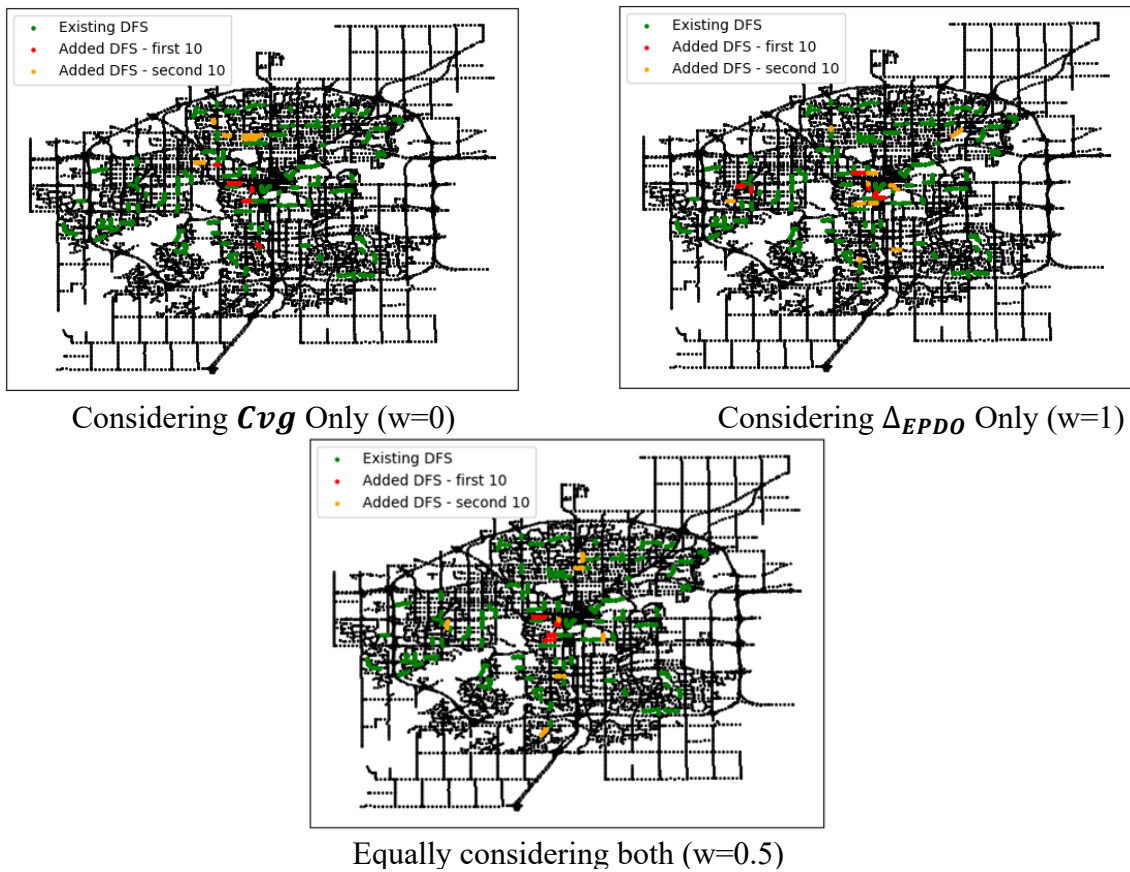 Existing DFS
Added DFS - first 10
Added DFS - second 10
Existing DFS
Added DFS - first 10
Added DFS - second 10
Considering Cvg Only (w=0)
Considering Δ_EPDO Only (w=1)
Existing DFS
Added DFS - first 10
Added DFS - second 10
Equally considering both (w=0.5)